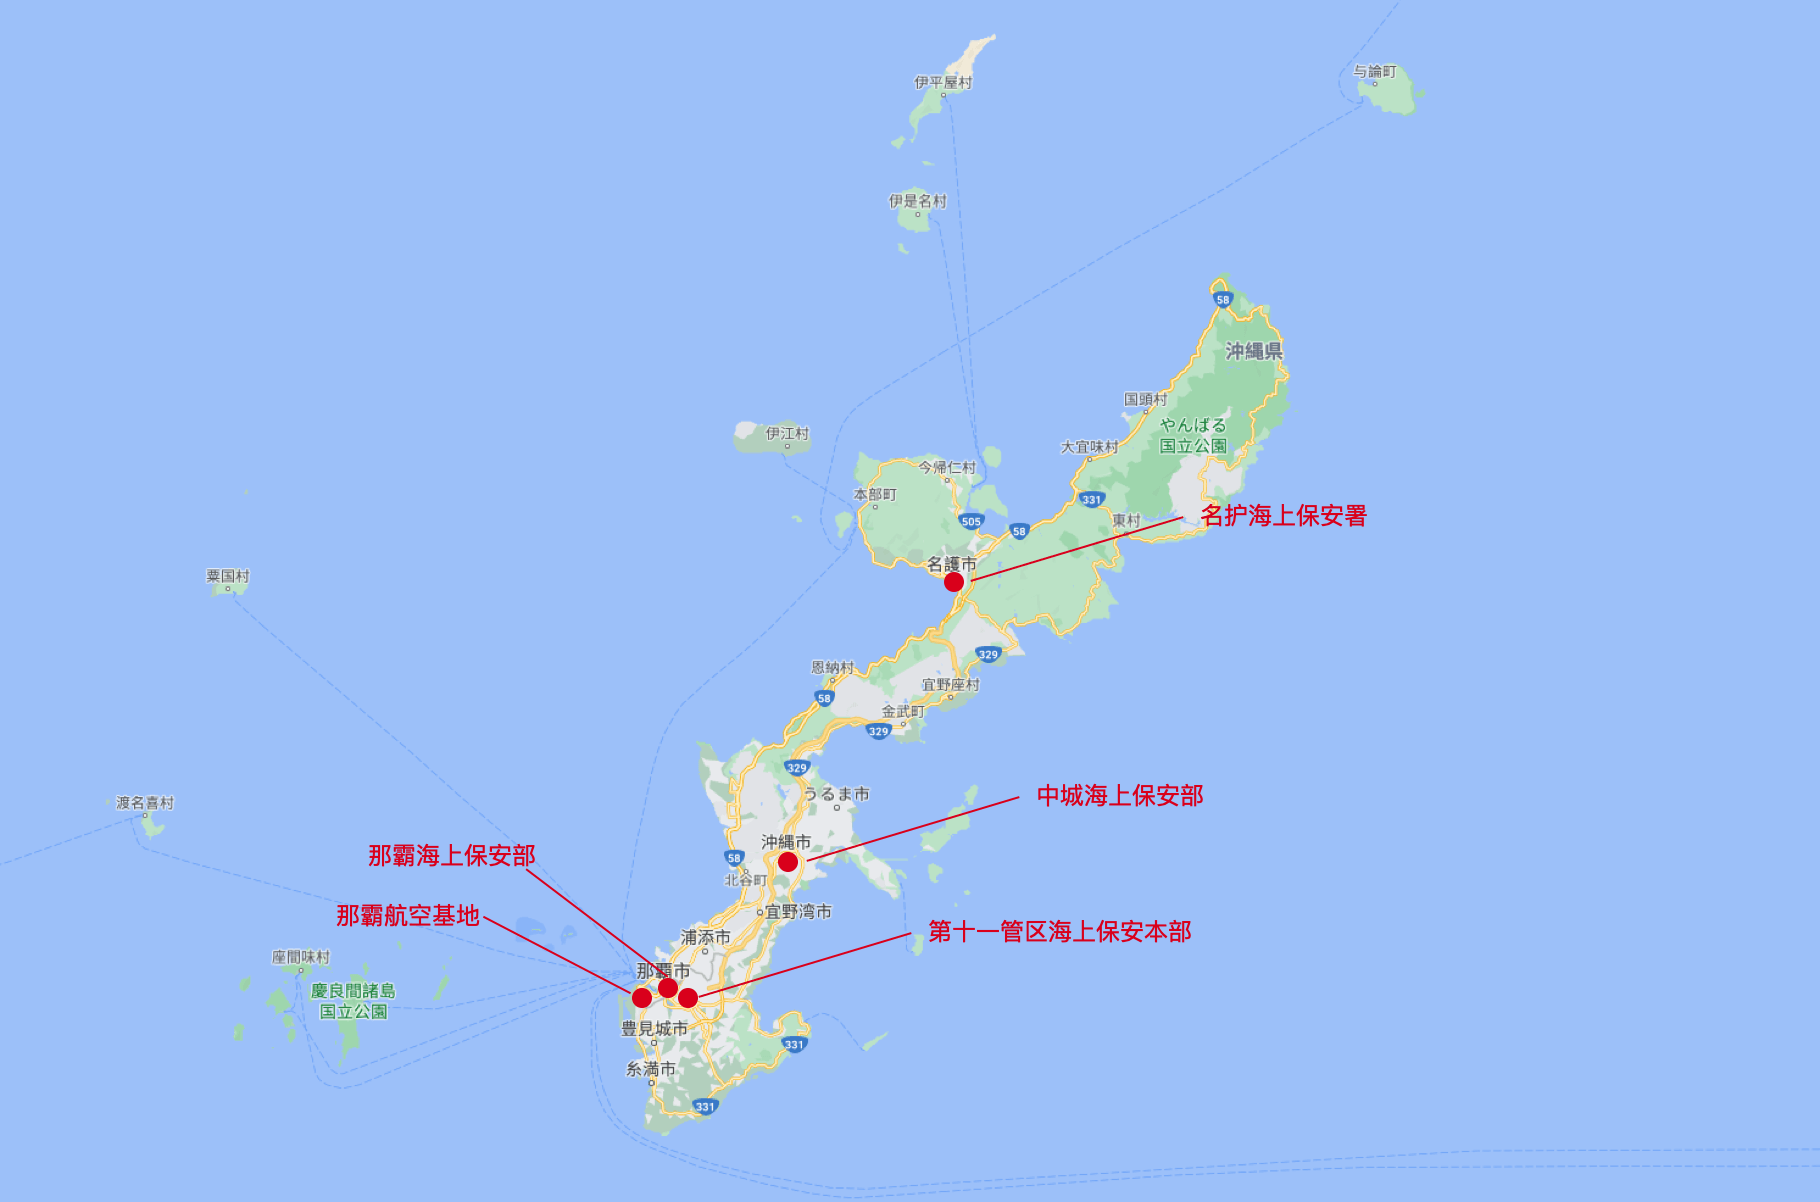 伊平屋村
与論町
伊是名村
58
沖縄県
国頭村
やんばる
国立公園
伊江村
大宜味村
今帰仁村
本部町
331
505
58
東村
名护海上保安署
名護市
粟国村
329
恩納村
宜野座村
58
金武町
329
329
うるま市
中城海上保安部
渡名喜村
沖縄市
那霸海上保安部
58
北谷町
那霸航空基地
宜野湾市
第十一管区海上保安本部
浦添市
座間味村
那覇市
慶良間諸島
国立公園
豊見城市
331
糸満市
331